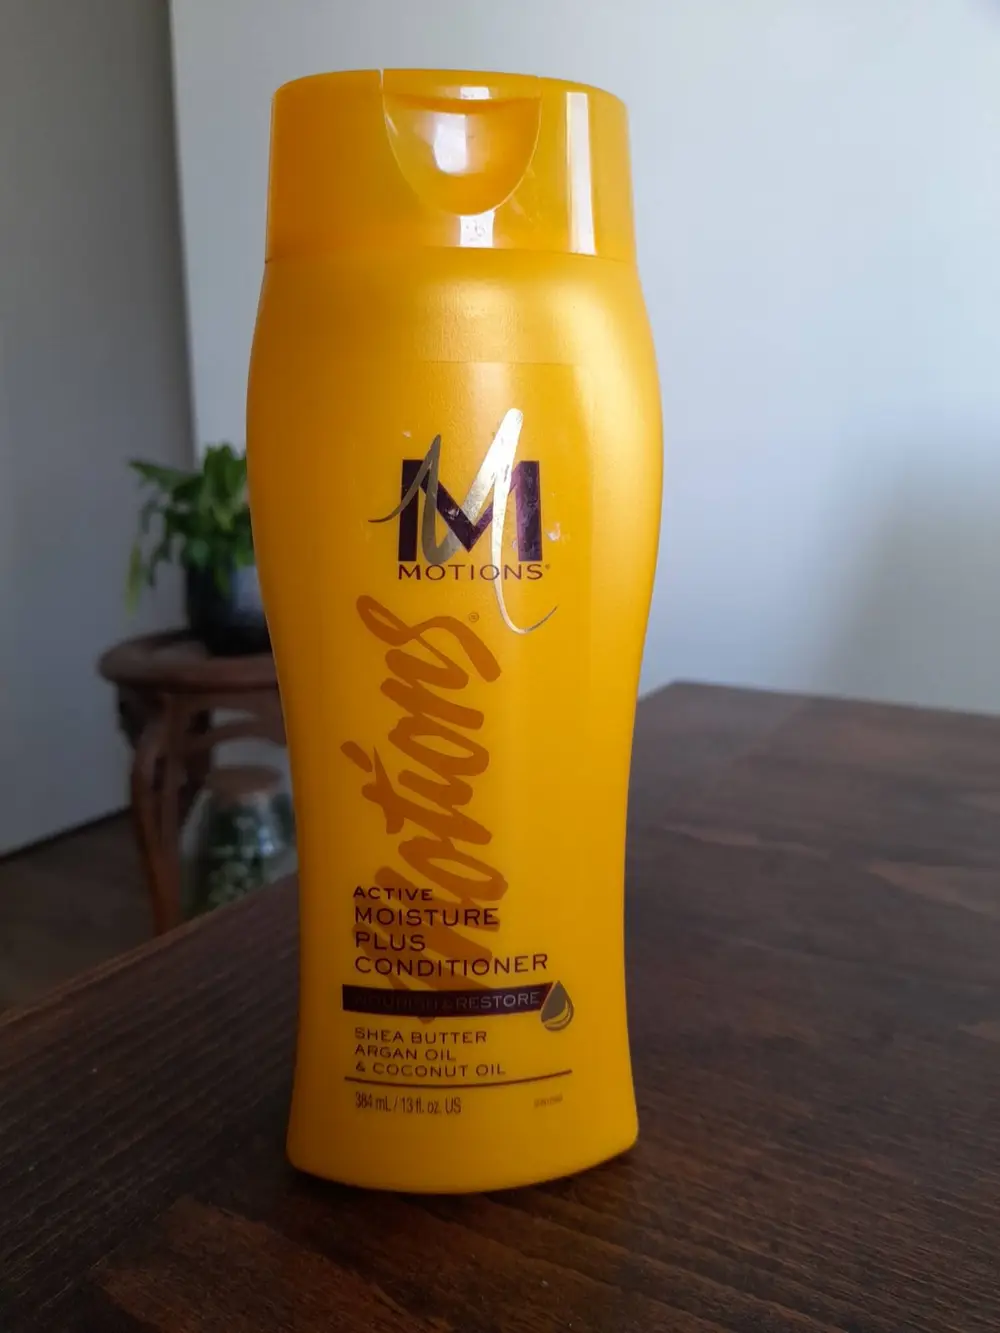 M
MOTIONS®
motions®
ACTIVE
MOISTURE
PLUS
CONDITIONER
NOURISH & RESTORE
SHEA BUTTER
ARGAN OIL
& COCONUT OIL
384 mL / 13 fl. oz. US